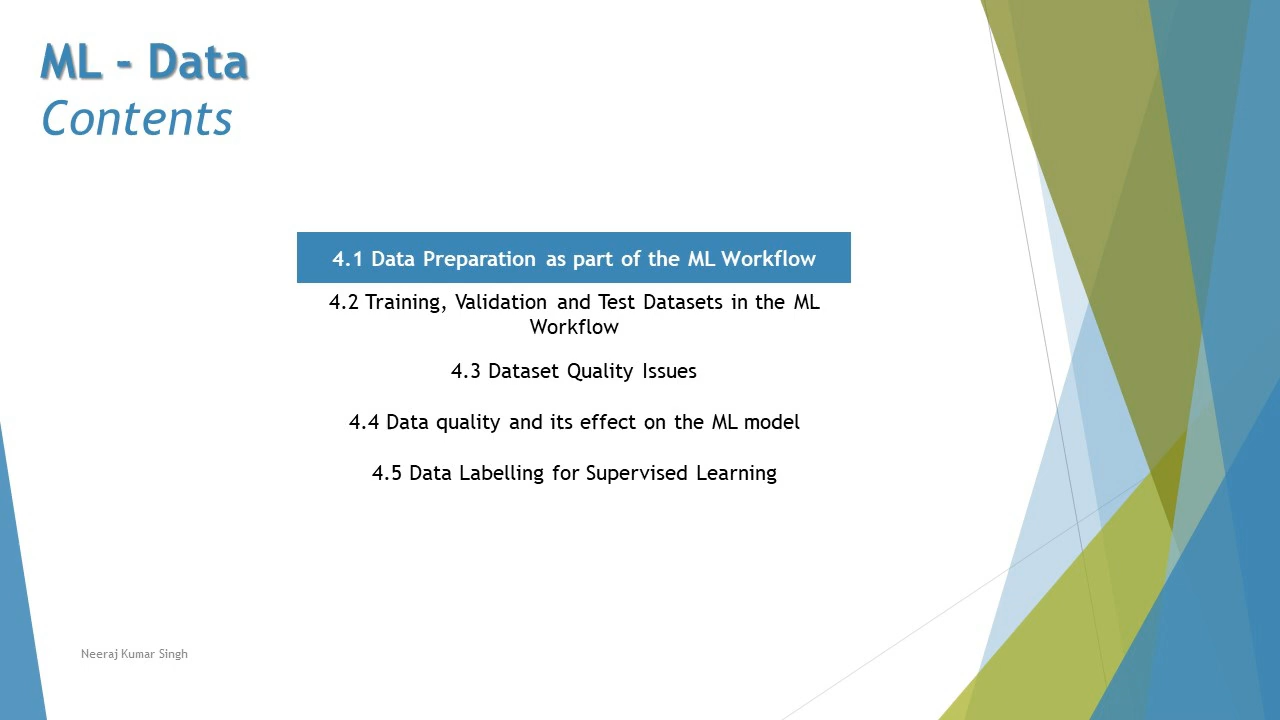 ML - Data
Contents
4.1 Data Preparation as part of the ML Workflow
4.2 Training, Validation and Test Datasets in the ML
Workflow
4.3 Dataset Quality Issues
4.4 Data quality and its effect on the ML model
4.5 Data Labelling for Supervised Learning
Neeraj Kumar Singh